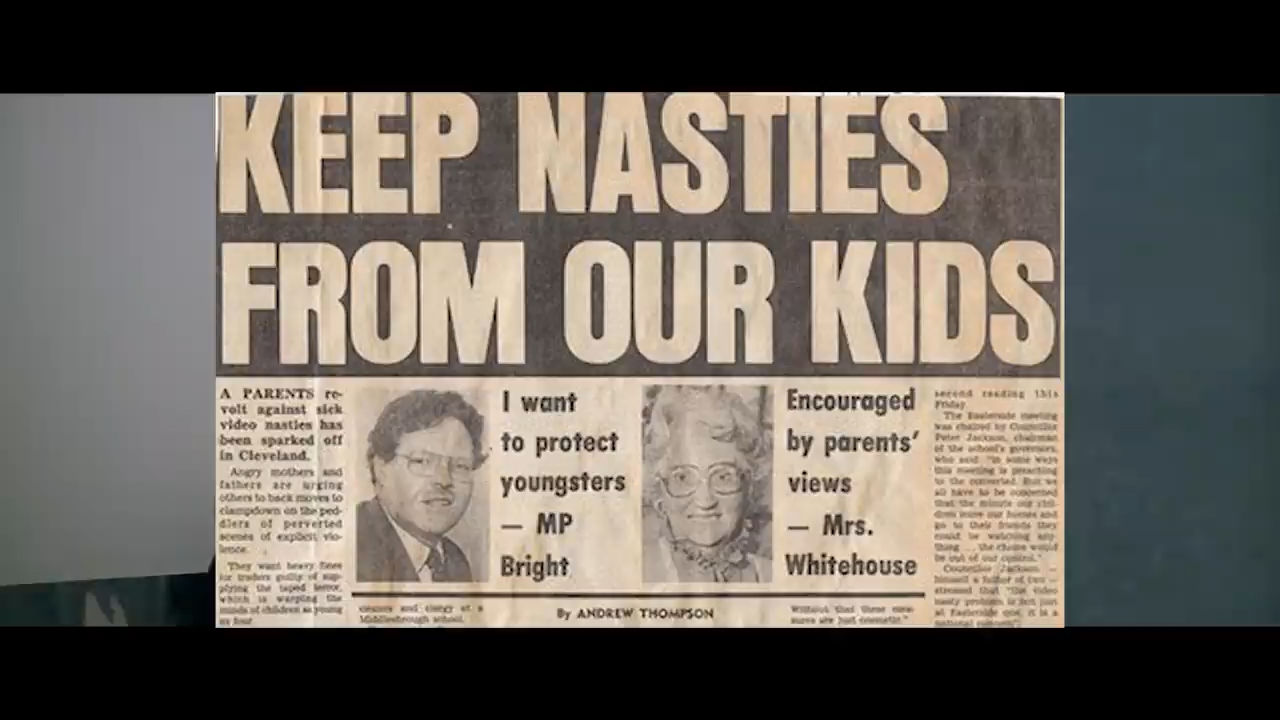 KEEP NASTIES
FROM OUR KIDS
A PARENTS re-
volt against sick
video nasties has
been sparked off
in Cleveland.
Angry mothers and
fathers are urging
others to back moves to
clampdown on the ped-
dlers of perverted
scenes of explicit vio-
lence.
They want heavy fines
for traders guilty of sup-
plying the taped terror,
which is warping the
minds of children as young
as four
I want
to protect
youngsters
— MP
Bright
Encouraged
by parents'
views
— Mrs.
Whitehouse
cleaners and clergy at a
Middlesbrough school.
By ANDREW THOMPSON
Without that these mea-
sures are just cosmetic."
second reading this
Friday.
The Easterside meeting
was chaired by Councillor
Peter Jackson, chairman
of the school's governors,
who said: "In some ways
this meeting is preaching
to the converted. But we
all have to be concerned
that the minute our chil-
dren leave our homes and
go to their friends they
could be watching any-
thing ... the choice would
be out of our control."
Councillor Jackson —
himself a father of two —
stressed that "the video
nasty problem is not just
at Easterside one, it is a
national